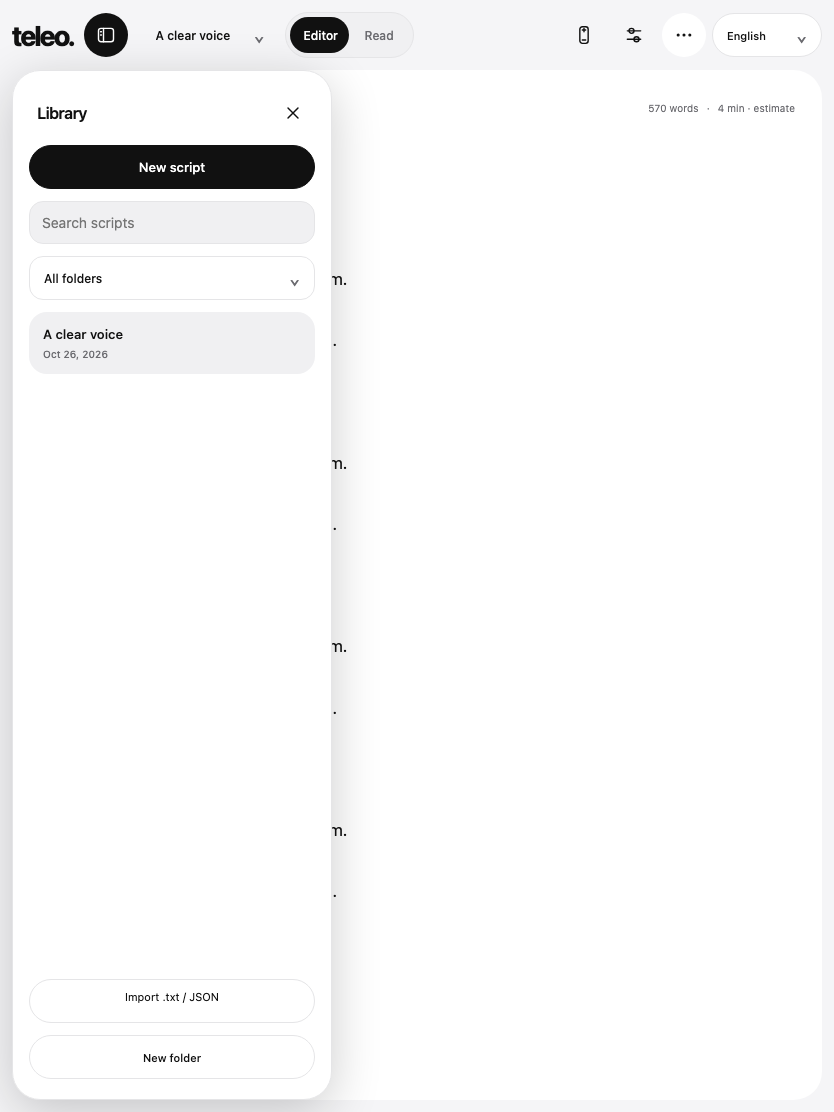 teleo.
A clear voice
Editor
Read
English
Library
570 words · 4 min · estimate
New script
Search scripts
All folders
m.
A clear voice
.
Oct 26, 2026
m.
.
m.
.
m.
.
Import .txt / JSON
New folder